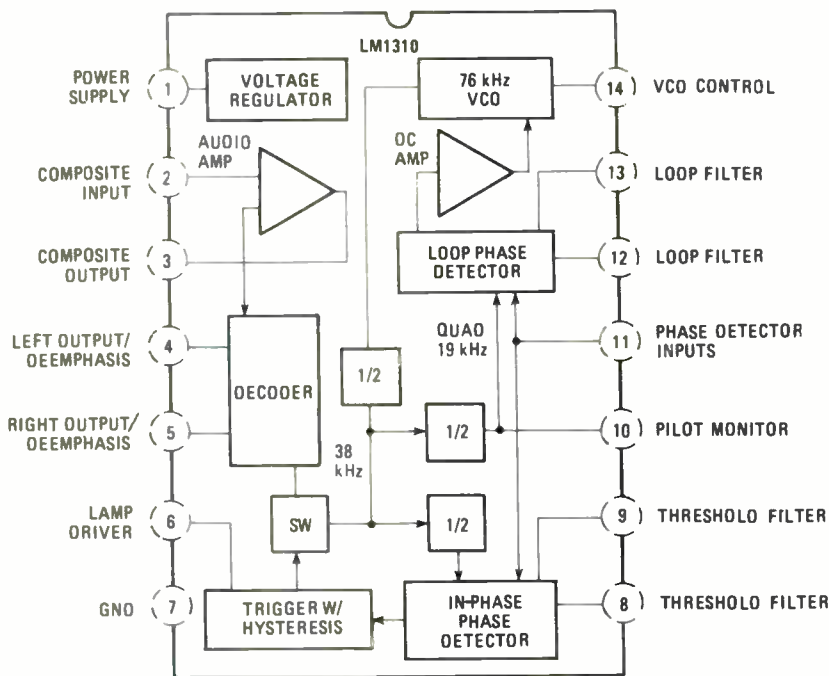 LM1310
POWER
SUPPLY
1
VOLTAGE
REGULATOR
76 kHz
VCO
14
VCO CONTROL
AUDIO
AMP
OC
AMP
COMPOSITE
INPUT
2
13
LOOP FILTER
COMPOSITE
OUTPUT
3
LOOP PHASE
DETECTOR
12
LOOP FILTER
LEFT OUTPUT/
OEEMPHASIS
4
OECODER
1/2
QUAO
19 kHz
11
PHASE DETECTOR
INPUTS
RIGHT OUTPUT/
OEEMPHASIS
5
38
kHz
1/2
10
PILOT MONITOR
LAMP
DRIVER
6
SW
1/2
9
THRESHOLO FILTER
GNO
7
TRIGGER W/
HYSTERESIS
IN-PHASE
PHASE
DETECTOR
8
THRESHOLO FILTER